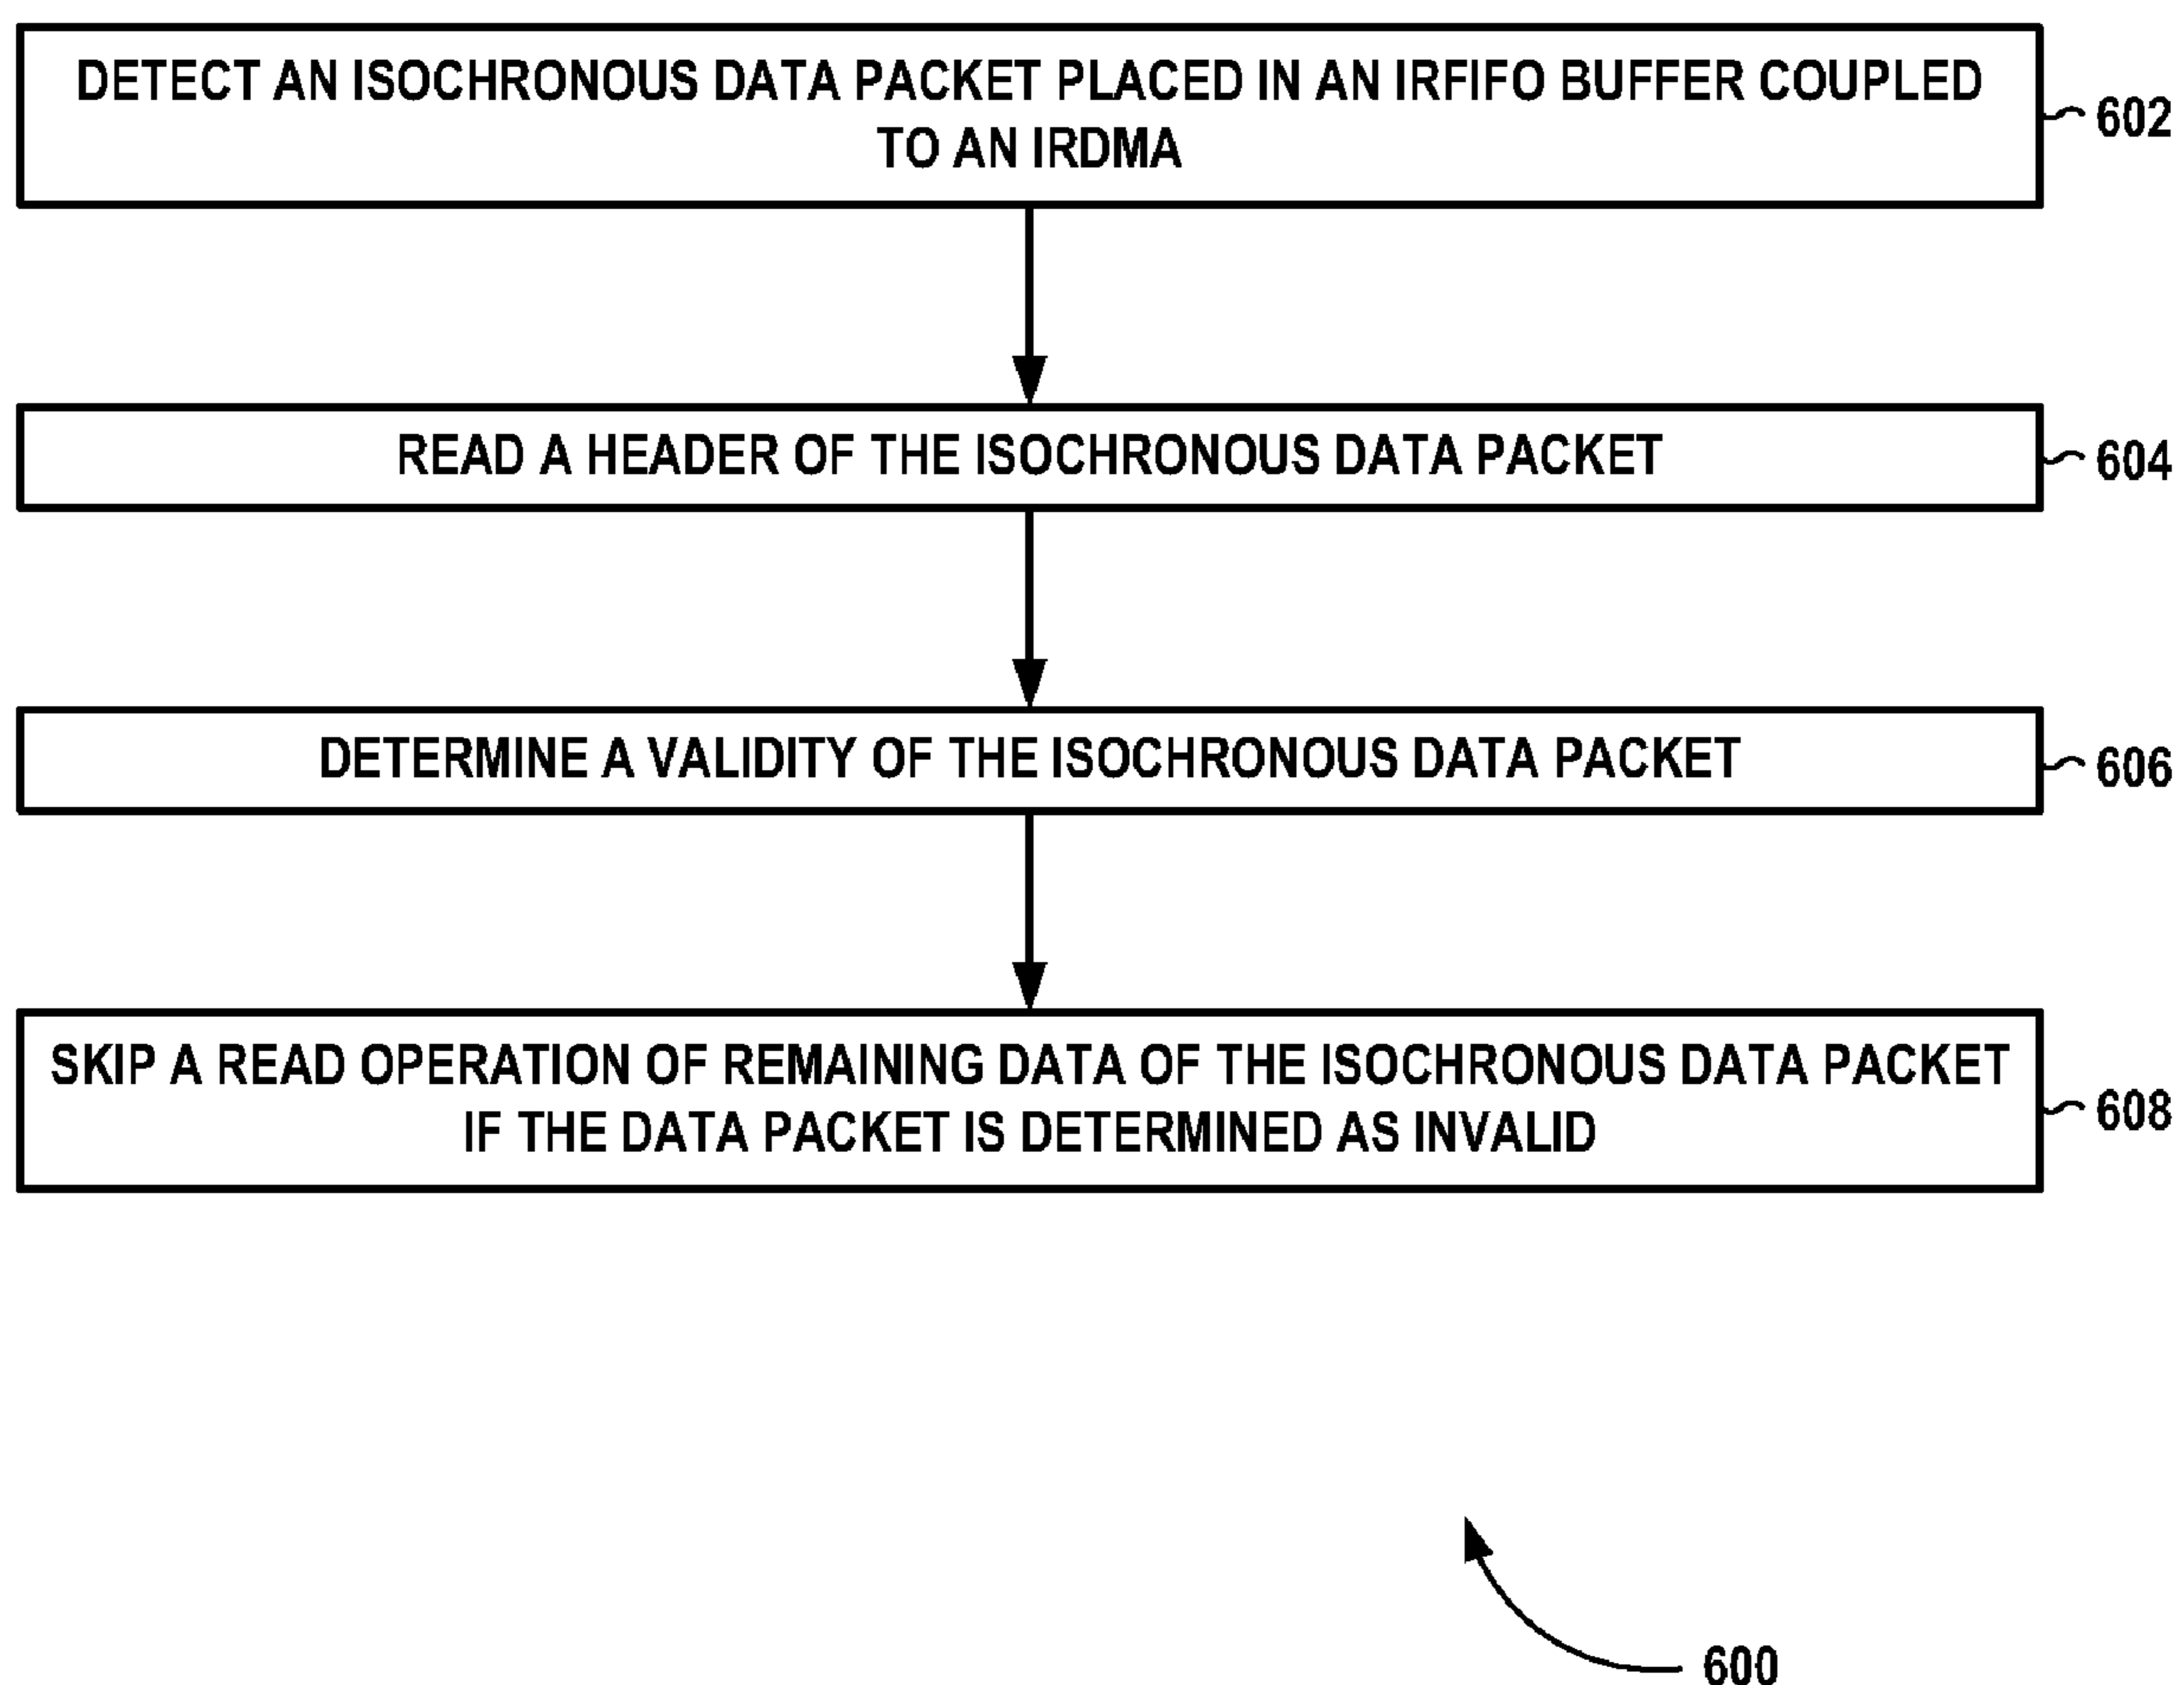 DETECT AN ISOCHRONOUS DATA PACKET PLACED IN AN IRFIFO BUFFER COUPLED
TO AN IRDMA
602
READ A HEADER OF THE ISOCHRONOUS DATA PACKET
604
DETERMINE A VALIDITY OF THE ISOCHRONOUS DATA PACKET
606
SKIP A READ OPERATION OF REMAINING DATA OF THE ISOCHRONOUS DATA PACKET
IF THE DATA PACKET IS DETERMINED AS INVALID
608
600